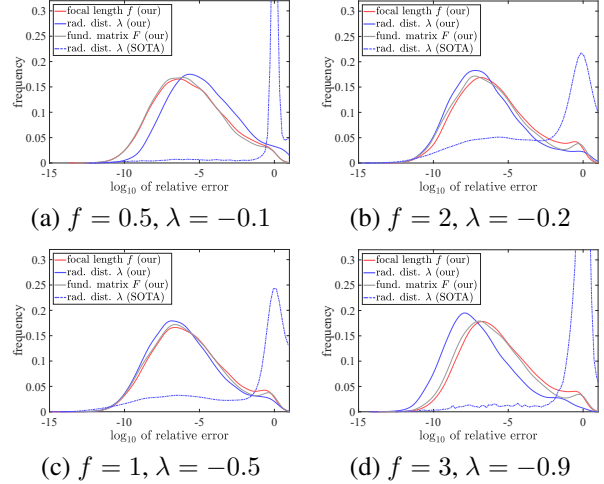 focal length f (our)
rad. dist. λ (our)
fund. matrix F (our)
rad. dist. λ (SOTA)
frequency
0.3
0.25
0.2
0.15
0.1
0.05
0
-15
-10
-5
0
log10 of relative error
(a) f = 0.5, λ = −0.1
focal length f (our)
rad. dist. λ (our)
fund. matrix F (our)
rad. dist. λ (SOTA)
frequency
0.3
0.25
0.2
0.15
0.1
0.05
0
-15
-10
-5
0
log10 of relative error
(b) f = 2, λ = −0.2
focal length f (our)
rad. dist. λ (our)
fund. matrix F (our)
rad. dist. λ (SOTA)
frequency
0.3
0.25
0.2
0.15
0.1
0.05
0
-15
-10
-5
0
log10 of relative error
(c) f = 1, λ = −0.5
focal length f (our)
rad. dist. λ (our)
fund. matrix F (our)
rad. dist. λ (SOTA)
frequency
0.3
0.25
0.2
0.15
0.1
0.05
0
-15
-10
-5
0
log10 of relative error
(d) f = 3, λ = −0.9